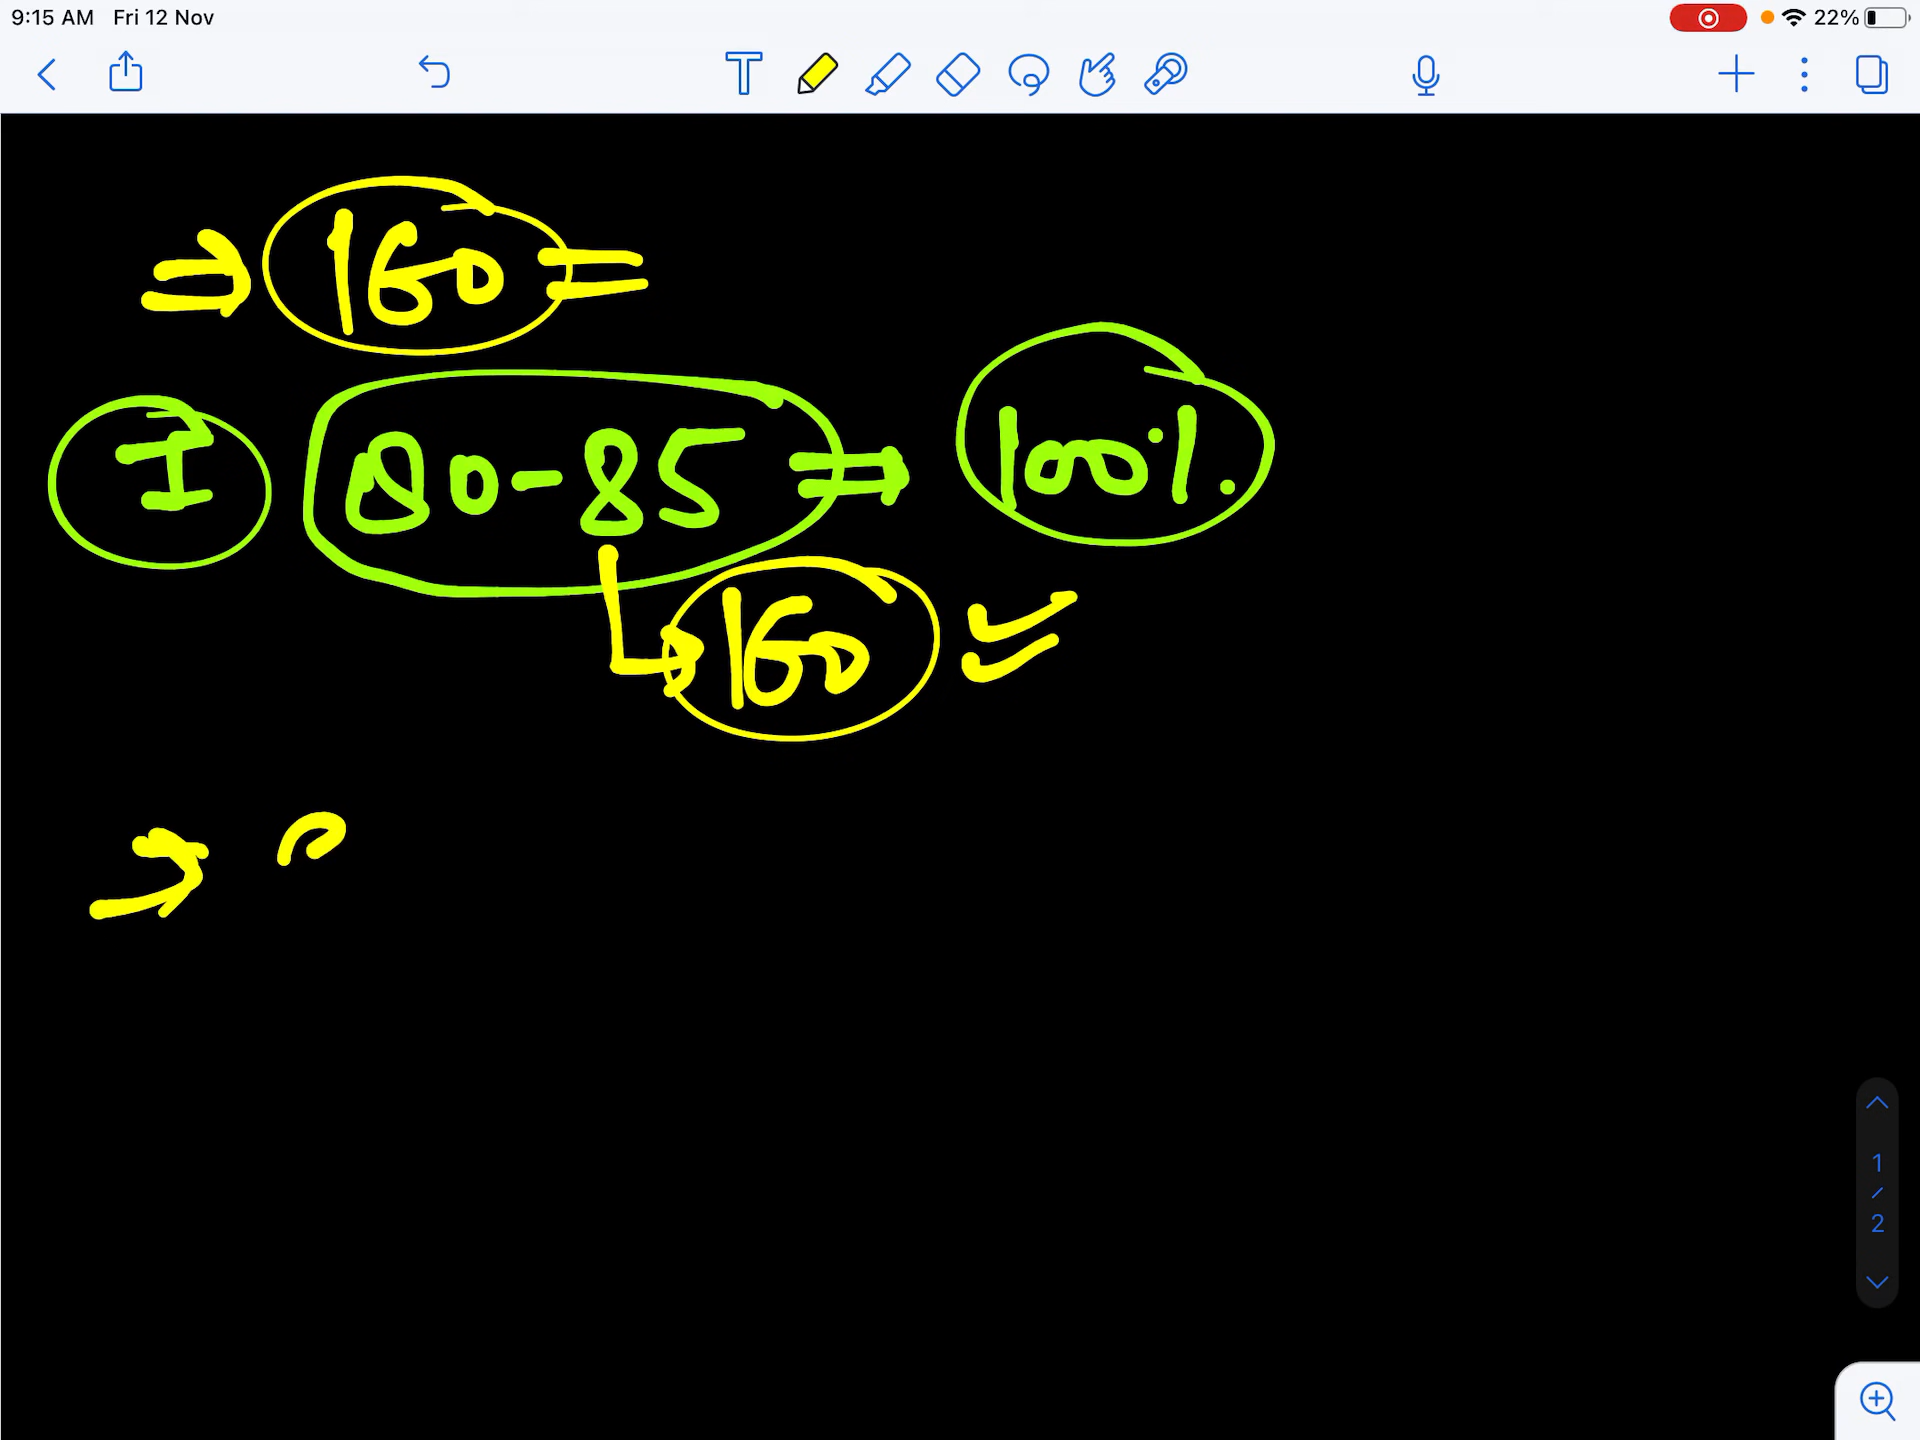 9:15 AM Fri 12 Nov 22%
T
⇒ 160 =
I 80-85 ⇒ 100%.
160
1
/
2